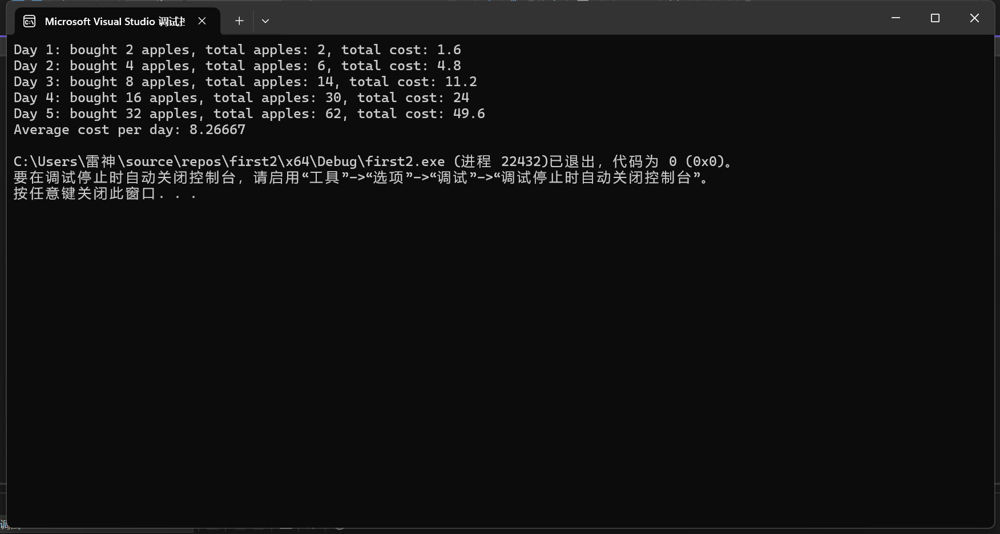 Microsoft Visual Studio 调试
Day 1: bought 2 apples, total apples: 2, total cost: 1.6
Day 2: bought 4 apples, total apples: 6, total cost: 4.8
Day 3: bought 8 apples, total apples: 14, total cost: 11.2
Day 4: bought 16 apples, total apples: 30, total cost: 24
Day 5: bought 32 apples, total apples: 62, total cost: 49.6
Average cost per day: 8.26667
C:\Users\雷神\source\repos\first2\x64\Debug\first2.exe (进程 22432)已退出，代码为 0 (0x0)。
要在调试停止时自动关闭控制台，请启用“工具”->“选项”->“调试”->“调试停止时自动关闭控制台”。
按任意键关闭此窗口. . .